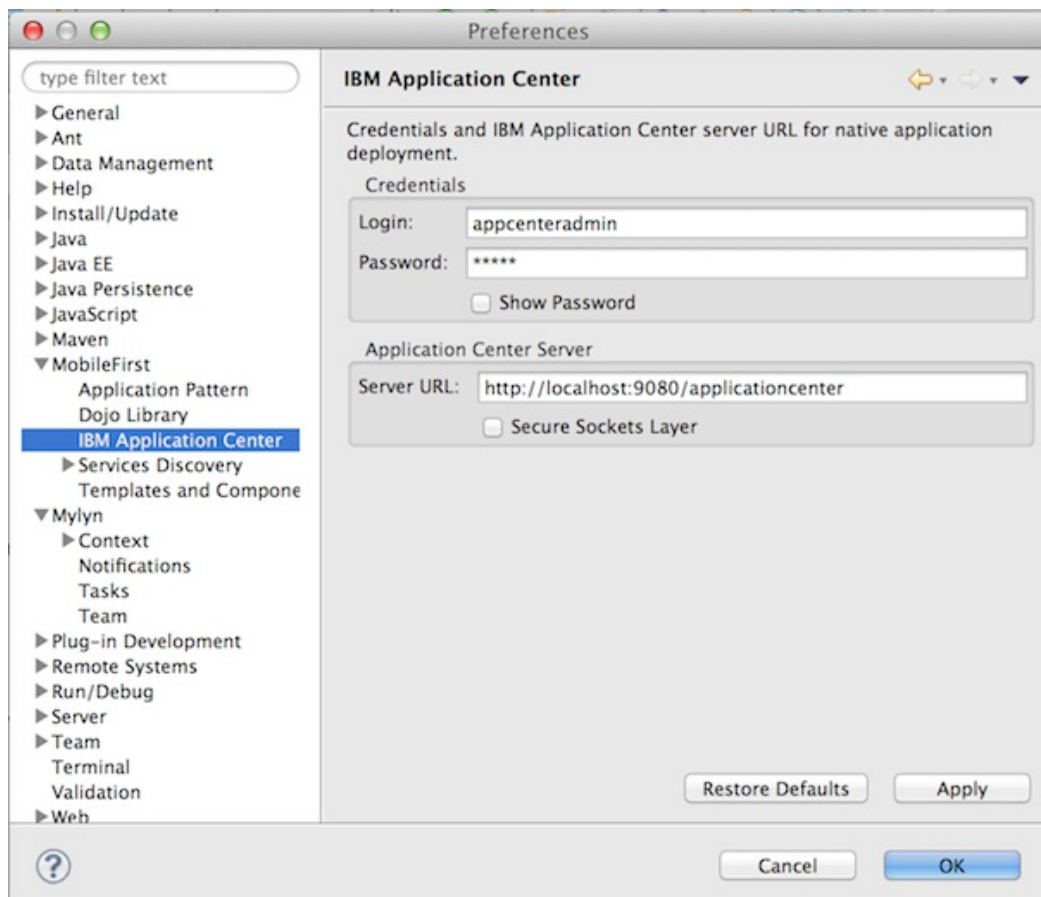 Preferences
type filter text
General
Ant
Data Management
Help
Install/Update
Java
Java EE
Java Persistence
JavaScript
Maven
MobileFirst
Application Pattern
Dojo Library
IBM Application Center
Services Discovery
Templates and Compone
Mylyn
Context
Notifications
Tasks
Team
Plug-in Development
Remote Systems
Run/Debug
Server
Team
Terminal
Validation
Web
IBM Application Center
Credentials and IBM Application Center server URL for native application
deployment.
Credentials
Login: appcenteradmin
Password: *****
Show Password
Application Center Server
Server URL: http://localhost:9080/applicationcenter
Secure Sockets Layer
Restore Defaults Apply
? Cancel OK